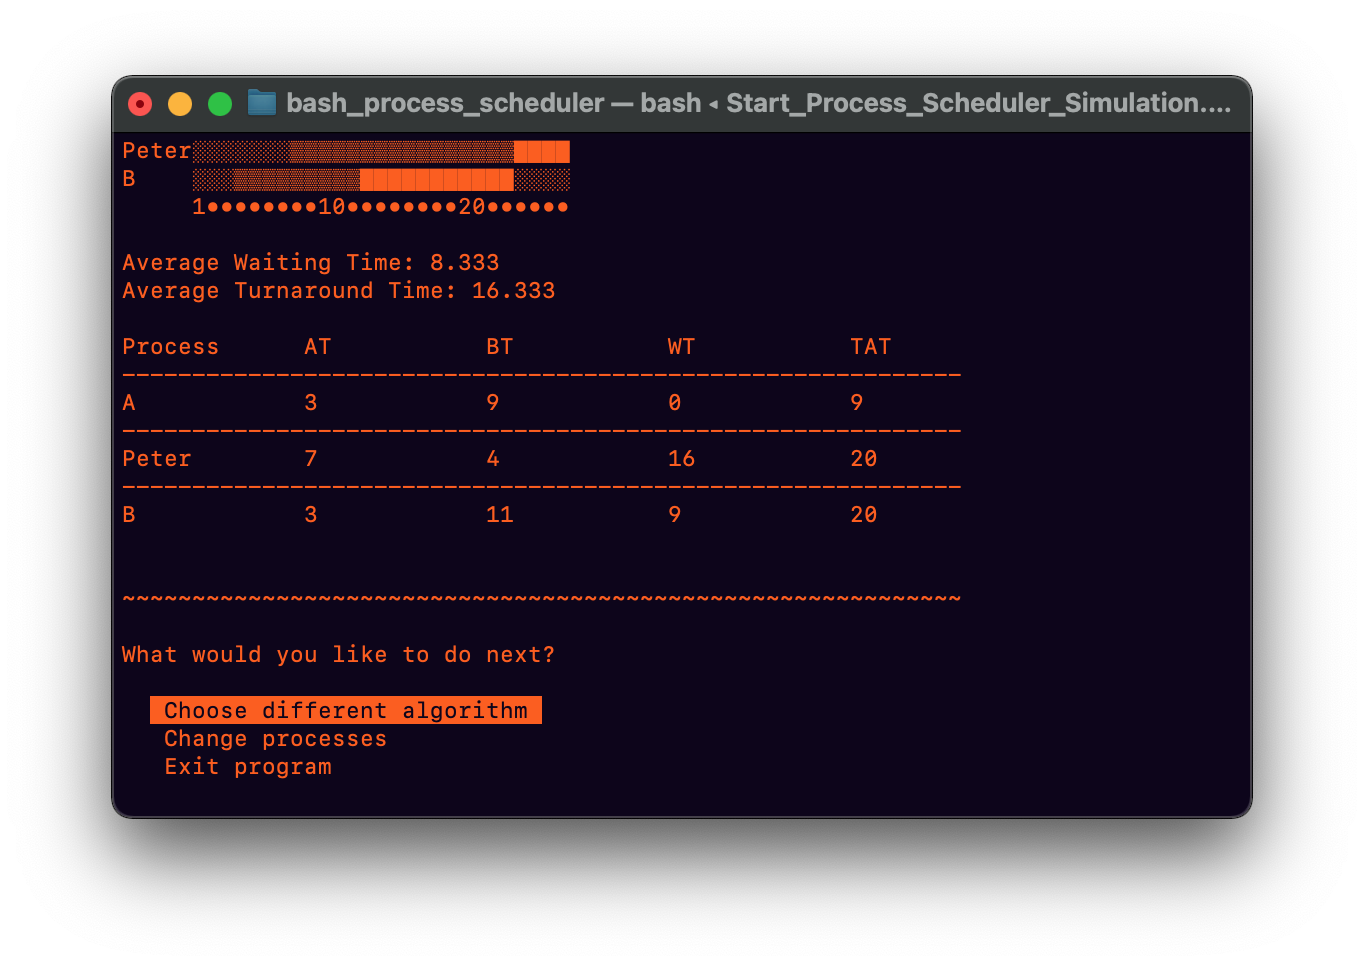 bash_process_scheduler — bash ◂ Start_Process_Scheduler_Simulation....
Peter░░░░░░░▒▒▒▒▒▒▒▒▒▒▒▒▒▒▒▒████
B    ░░░▒▒▒▒▒▒▒▒▒███████████░░░░
1••••••••10••••••••20••••••
Average Waiting Time: 8.333
Average Turnaround Time: 16.333
Process AT BT WT TAT
------------------------------------------------------------
A 3 9 0 9
------------------------------------------------------------
Peter 7 4 16 20
------------------------------------------------------------
B 3 11 9 20
~~~~~~~~~~~~~~~~~~~~~~~~~~~~~~~~~~~~~~~~~~~~~~~~~~~~~~~~~~~~
What would you like to do next?
Choose different algorithm
Change processes
Exit program